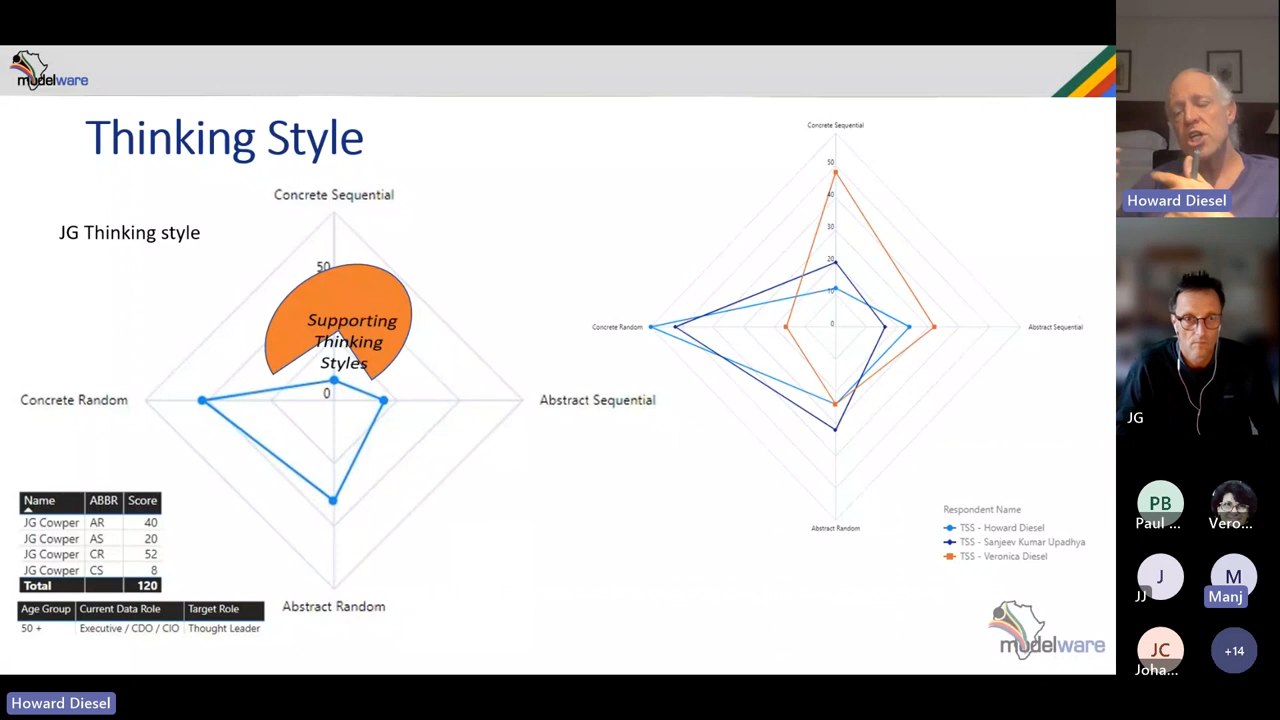 modelware
Thinking Style
JG Thinking style
Concrete Sequential
50
Supporting
Thinking
Styles
0
Concrete Random
Abstract Sequential
Abstract Random
Name ABBR Score
JG Cowper AR 40
JG Cowper AS 20
JG Cowper CR 52
JG Cowper CS 8
Total 120
Age Group Current Data Role Target Role
50 + Executive / CDO / CIO Thought Leader
Concrete Sequential
50
40
30
20
10
0
Concrete Random
Abstract Sequential
Abstract Random
Respondent Name
TSS - Howard Diesel
TSS - Sanjeev Kumar Upadhya
TSS - Veronica Diesel
modelware
Howard Diesel
JG
PB
Paul ...
Vero...
J
JJ
M
Manj
JC
Joha...
+14
Howard Diesel